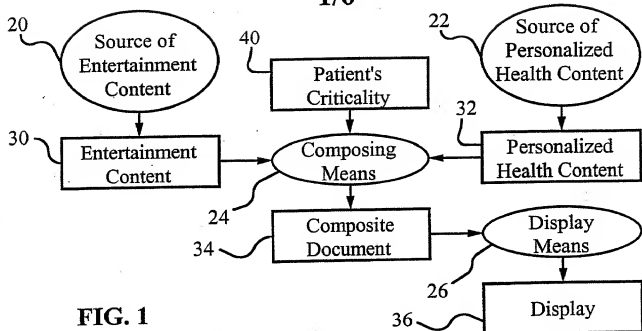 1/6
20
Source of
Entertainment
Content
40
Patient's
Criticality
22
Source of
Personalized
Health Content
30
Entertainment
Content
Composing
Means
24
32
Personalized
Health Content
34
Composite
Document
Display
Means
26
FIG. 1
36
Display